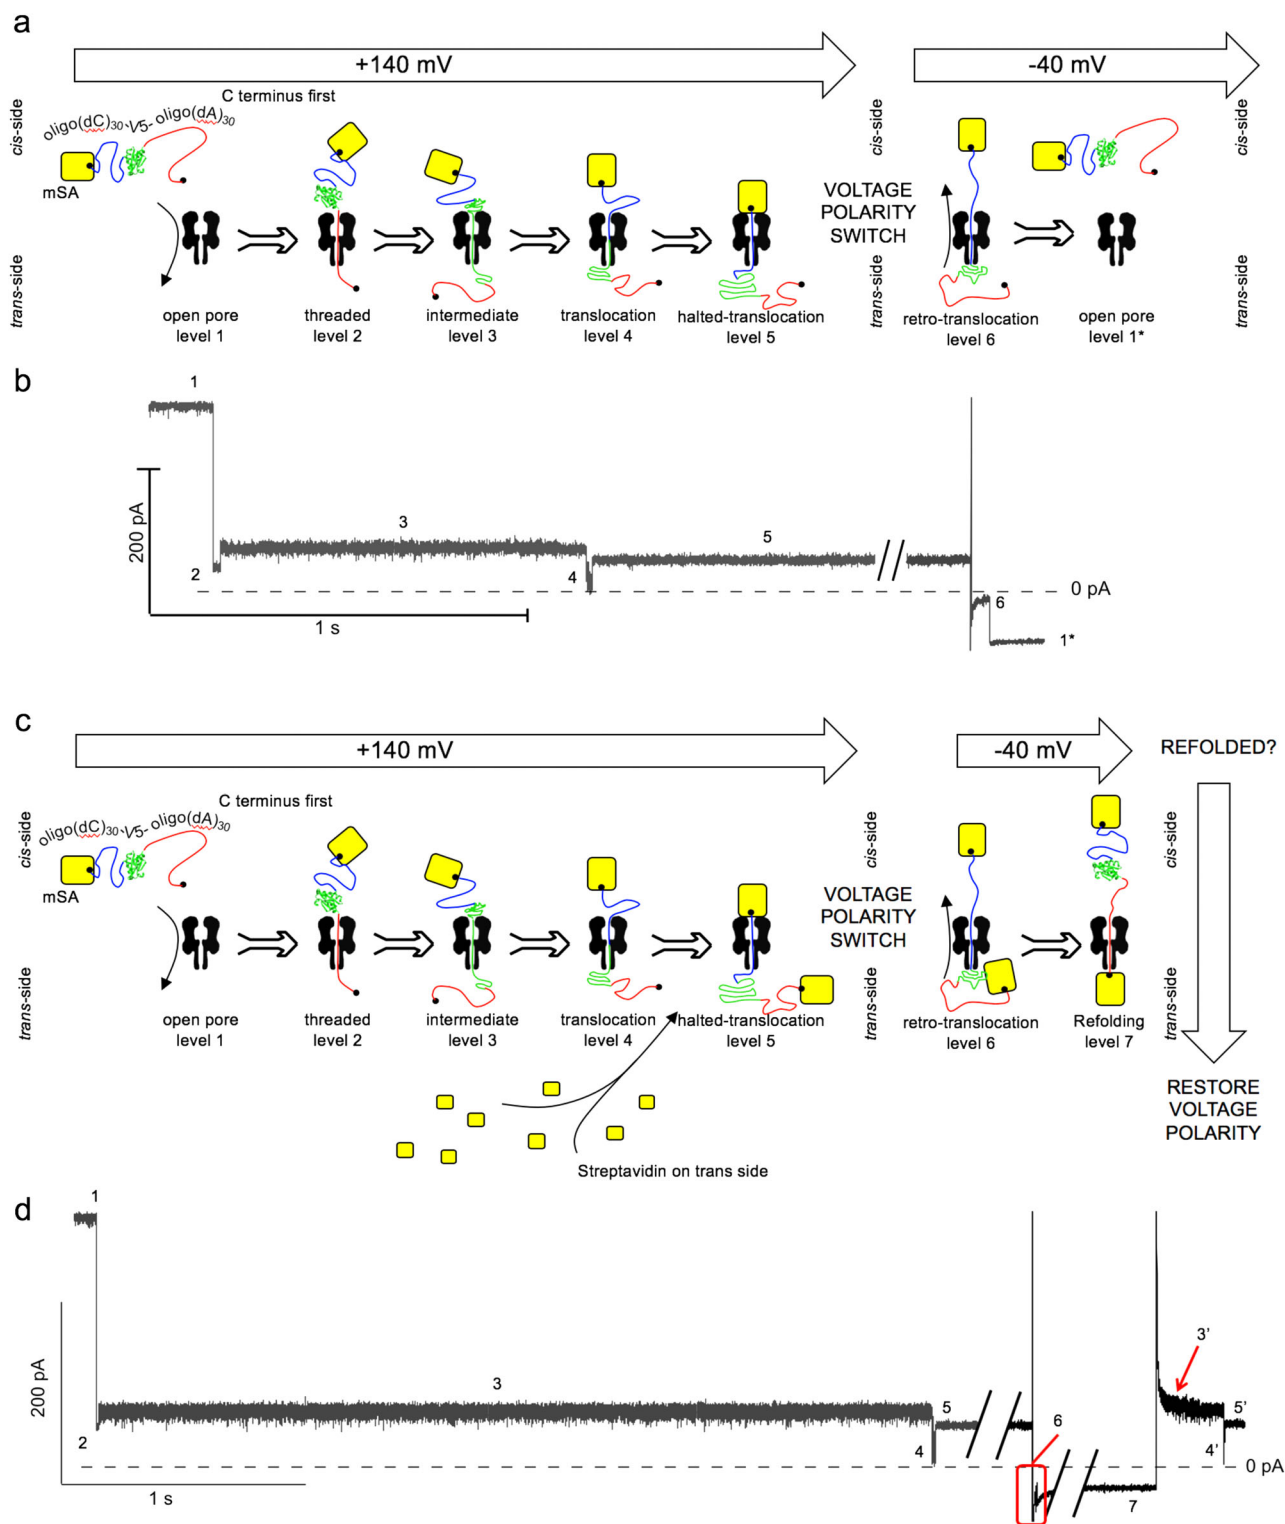 a
+140 mV
-40 mV
C terminus first
oligo(dC)30-V5-oligo(dA)30
cis-side
cis-side
cis-side
mSA
VOLTAGE
POLARITY
SWITCH
trans-side
trans-side
trans-side
open pore
level 1
threaded
level 2
intermediate
level 3
translocation
level 4
halted-translocation
level 5
retro-translocation
level 6
open pore
level 1*
b
1
200 pA
3
5
2
4
6
0 pA
1 s
1*
c
+140 mV
-40 mV
REFOLDED?
C terminus first
oligo(dC)30-V5-oligo(dA)30
cis-side
cis-side
cis-side
mSA
VOLTAGE
POLARITY
SWITCH
trans-side
trans-side
trans-side
open pore
level 1
threaded
level 2
intermediate
level 3
translocation
level 4
halted-translocation
level 5
retro-translocation
level 6
Refolding
level 7
RESTORE
VOLTAGE
POLARITY
Streptavidin on trans side
d
1
3'
200 pA
3
5
6
5'
2
4
4'
0 pA
1 s
7